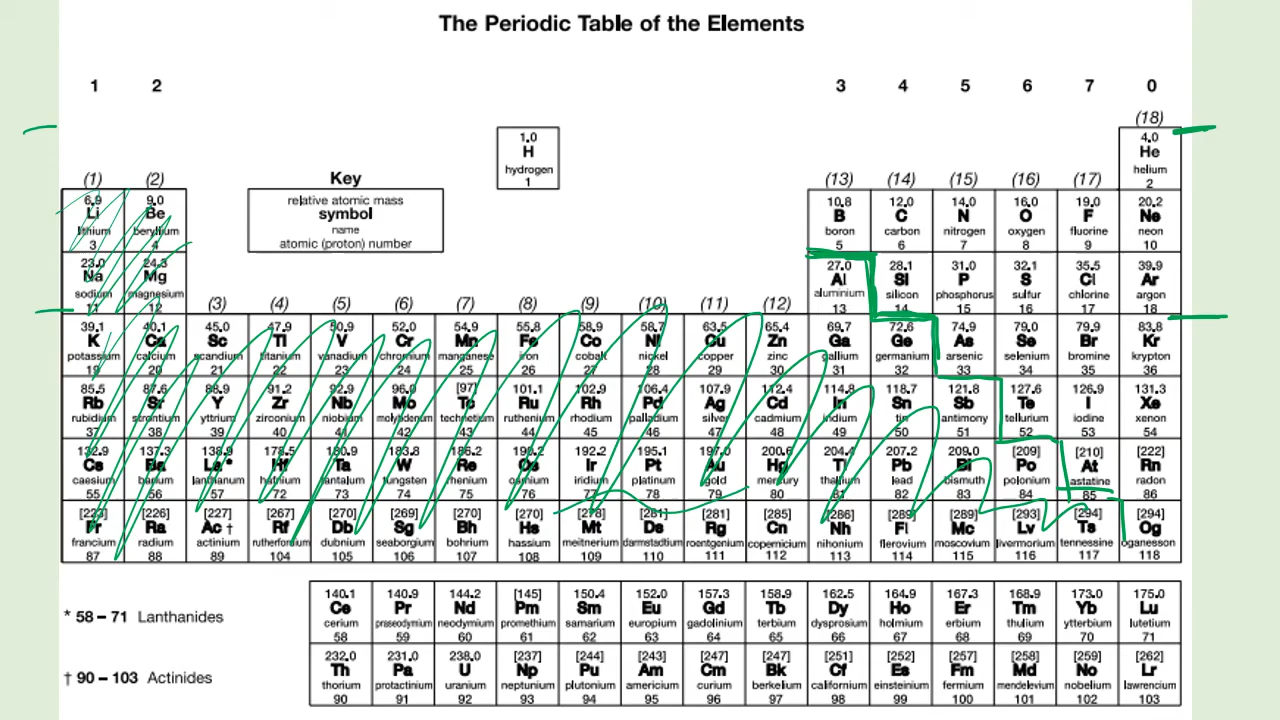 The Periodic Table of the Elements
1 2 3 4 5 6 7 0
(18)
1.0 4.0
H He
hydrogen helium
1 2
(1) (2) Key (13) (14) (15) (16) (17)
6.9 9.0 relative atomic mass 10.8 12.0 14.0 16.0 19.0 20.2
Li Be symbol B C N O F Ne
lithium beryllium name boron carbon nitrogen oxygen fluorine neon
3 4 atomic (proton) number 5 6 7 8 9 10
23.0 24.3 27.0 28.1 31.0 32.1 35.5 39.9
Na Mg Al Si P S Cl Ar
sodium magnesium aluminium silicon phosphorus sulfur chlorine argon
11 12 (3) (4) (5) (6) (7) (8) (9) (10) (11) (12) 13 14 15 16 17 18
39.1 40.1 45.0 47.9 50.9 52.0 54.9 55.8 58.9 58.7 63.5 65.4 69.7 72.6 74.9 79.0 79.9 83.8
K Ca Sc Ti V Cr Mn Fe Co Ni Cu Zn Ga Ge As Se Br Kr
potassium calcium scandium titanium vanadium chromium manganese iron cobalt nickel copper zinc gallium germanium arsenic selenium bromine krypton
19 20 21 22 23 24 25 26 27 28 29 30 31 32 33 34 35 36
85.5 87.6 88.9 91.2 92.9 96.0 [97] 101.1 102.9 106.4 107.9 112.4 114.8 118.7 121.8 127.6 126.9 131.3
Rb Sr Y Zr Nb Mo Tc Ru Rh Pd Ag Cd In Sn Sb Te I Xe
rubidium strontium yttrium zirconium niobium molybdenum technetium ruthenium rhodium palladium silver cadmium indium tin antimony tellurium iodine xenon
37 38 39 40 41 42 43 44 45 46 47 48 49 50 51 52 53 54
132.9 137.3 138.9 178.5 180.9 183.8 186.2 190.2 192.2 195.1 197.0 200.6 204.4 207.2 209.0 [209] [210] [222]
Cs Ba La* Hf Ta W Re Os Ir Pt Au Hg Tl Pb Bi Po At Rn
caesium barium lanthanum hafnium tantalum tungsten rhenium osmium iridium platinum gold mercury thallium lead bismuth polonium astatine radon
55 56 57 72 73 74 75 76 77 78 79 80 81 82 83 84 85 86
[223] [226] [227] [267] [270] [269] [270] [270] [278] [281] [281] [285] [286] [289] [289] [293] [294] [294]
Fr Ra Ac † Rf Db Sg Bh Hs Mt Ds Rg Cn Nh Fl Mc Lv Ts Og
francium radium actinium rutherfordium dubnium seaborgium bohrium hassium meitnerium darmstadtium roentgenium copernicium nihonium flerovium moscovium livermorium tennessine oganesson
87 88 89 104 105 106 107 108 109 110 111 112 113 114 115 116 117 118
140.1 140.9 144.2 [145] 150.4 152.0 157.3 158.9 162.5 164.9 167.3 168.9 173.0 175.0
* 58 – 71 Lanthanides Ce Pr Nd Pm Sm Eu Gd Tb Dy Ho Er Tm Yb Lu
cerium praseodymium neodymium promethium samarium europium gadolinium terbium dysprosium holmium erbium thulium ytterbium lutetium
58 59 60 61 62 63 64 65 66 67 68 69 70 71
232.0 231.0 238.0 [237] [244] [243] [247] [247] [251] [252] [257] [258] [259] [262]
† 90 – 103 Actinides Th Pa U Np Pu Am Cm Bk Cf Es Fm Md No Lr
thorium protactinium uranium neptunium plutonium americium curium berkelium californium einsteinium fermium mendelevium nobelium lawrencium
90 91 92 93 94 95 96 97 98 99 100 101 102 103